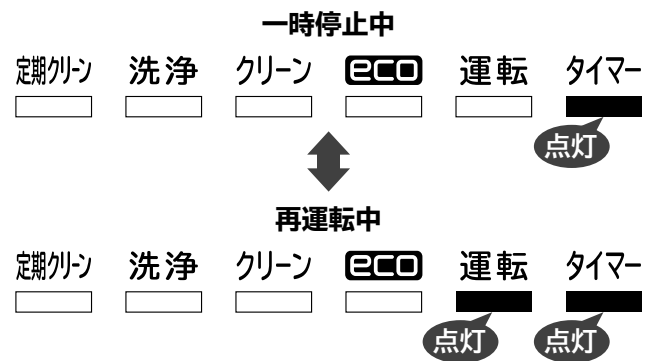 一時停止中
定期クリーン 洗浄 クリーン eco 運転 タイマー
点灯
再運転中
定期クリーン 洗浄 クリーン eco 運転 タイマー
点灯 点灯